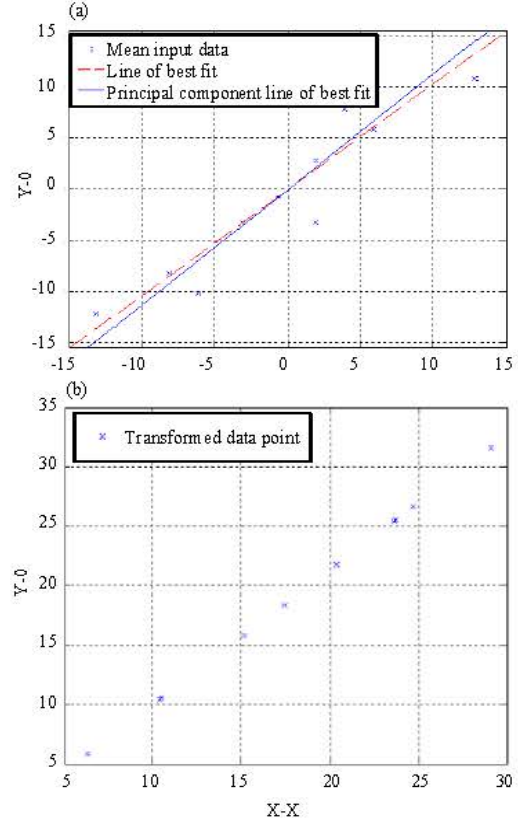 (a)
15
10
5
0
-5
-10
-15
Y-0
Mean input data
Line of best fit
Principal component line of best fit
-15 -10 -5 0 5 10 15
(b)
35
30
25
20
15
10
5
Y-0
Transformed data point
5 10 15 20 25 30
X-X